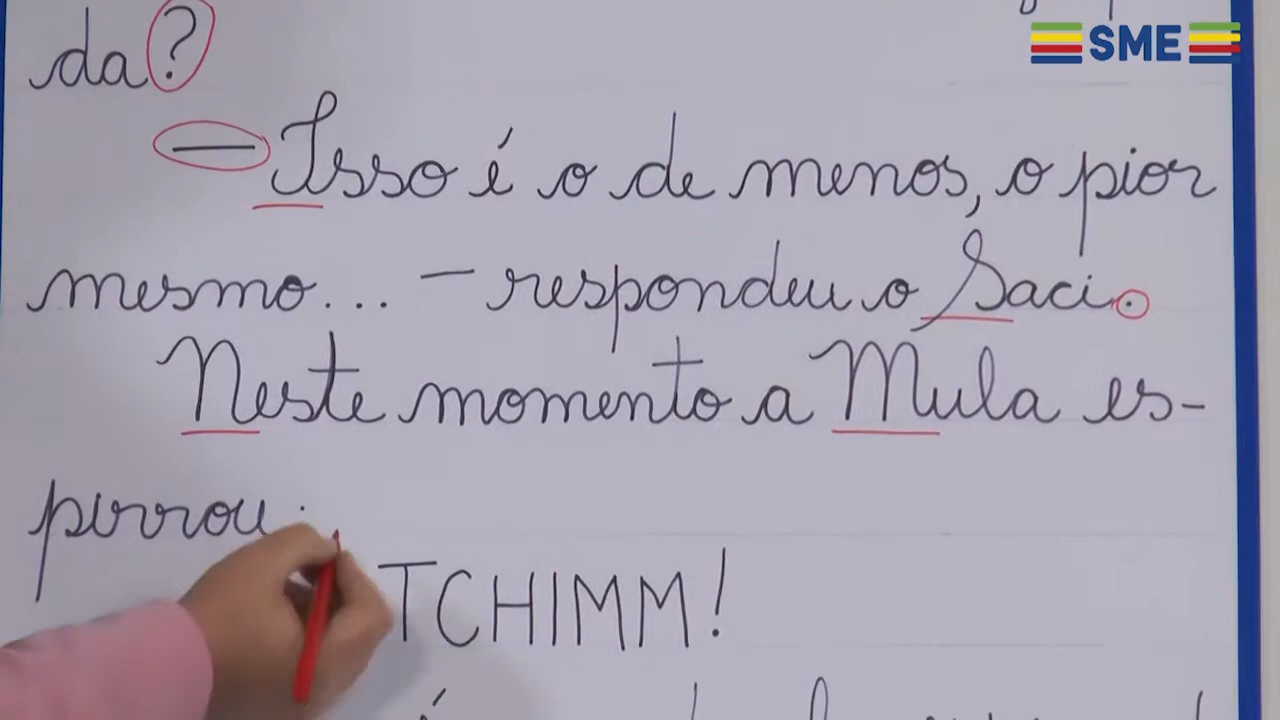 SME
da?
— Isso é o de menos, o pior
mesmo... — respondeu o Saci.
Neste momento a Mula es-
pirrou:
TCHIMM!